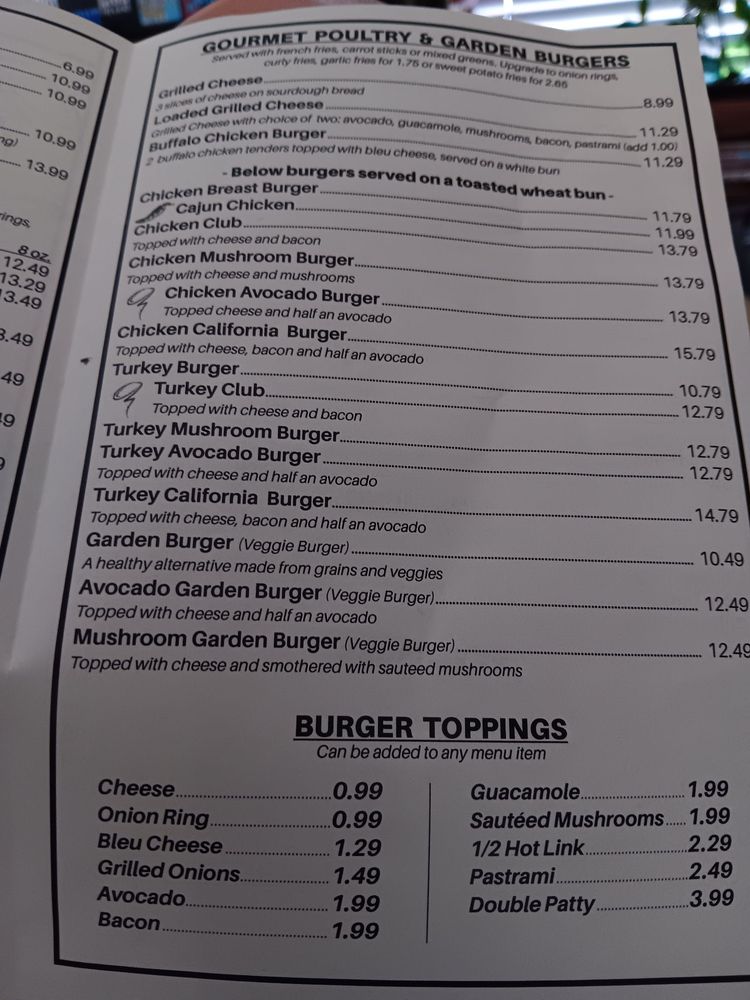 6.99
10.99
10.99
10.99
ng)
13.99
rings,
8 oz.
12.49
13.29
13.49
3.49
49
GOURMET POULTRY & GARDEN BURGERS
Served with french fries, carrot sticks or mixed greens. Upgrade to onion rings,
curly fries, garlic fries for 1.75 or sweet potato fries for 2.65
Grilled Cheese 8.99
3 slices of cheese on sourdough bread
Loaded Grilled Cheese 11.29
Grilled Cheese with choice of two: avocado, guacamole, mushrooms, bacon, pastrami (add 1.00)
Buffalo Chicken Burger 11.29
2 buffalo chicken tenders topped with bleu cheese, served on a white bun
- Below burgers served on a toasted wheat bun -
Chicken Breast Burger 11.79
Cajun Chicken 11.99
Chicken Club 13.79
Topped with cheese and bacon
Chicken Mushroom Burger 13.79
Topped with cheese and mushrooms
Chicken Avocado Burger 13.79
Topped cheese and half an avocado
Chicken California Burger 15.79
Topped with cheese, bacon and half an avocado
Turkey Burger 10.79
Turkey Club 12.79
Topped with cheese and bacon
Turkey Mushroom Burger 12.79
Turkey Avocado Burger 12.79
Topped with cheese and half an avocado
Turkey California Burger 14.79
Topped with cheese, bacon and half an avocado
Garden Burger (Veggie Burger) 10.49
A healthy alternative made from grains and veggies
Avocado Garden Burger (Veggie Burger) 12.49
Topped with cheese and half an avocado
Mushroom Garden Burger (Veggie Burger) 12.49
Topped with cheese and smothered with sauteed mushrooms
BURGER TOPPINGS
Can be added to any menu item
Cheese 0.99
Onion Ring 0.99
Bleu Cheese 1.29
Grilled Onions 1.49
Avocado 1.99
Bacon 1.99
Guacamole 1.99
Sautéed Mushrooms 1.99
1/2 Hot Link 2.29
Pastrami 2.49
Double Patty 3.99